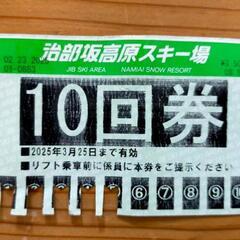 治部坂高原スキー場
JIB SKI AREA NAMIAI SNOW RESORT
10回券
■2025年3月25日まで有効
■リフト乗車前に係員に本券をご提示ください
⑥ ⑦ ⑧ ⑨ ⑩